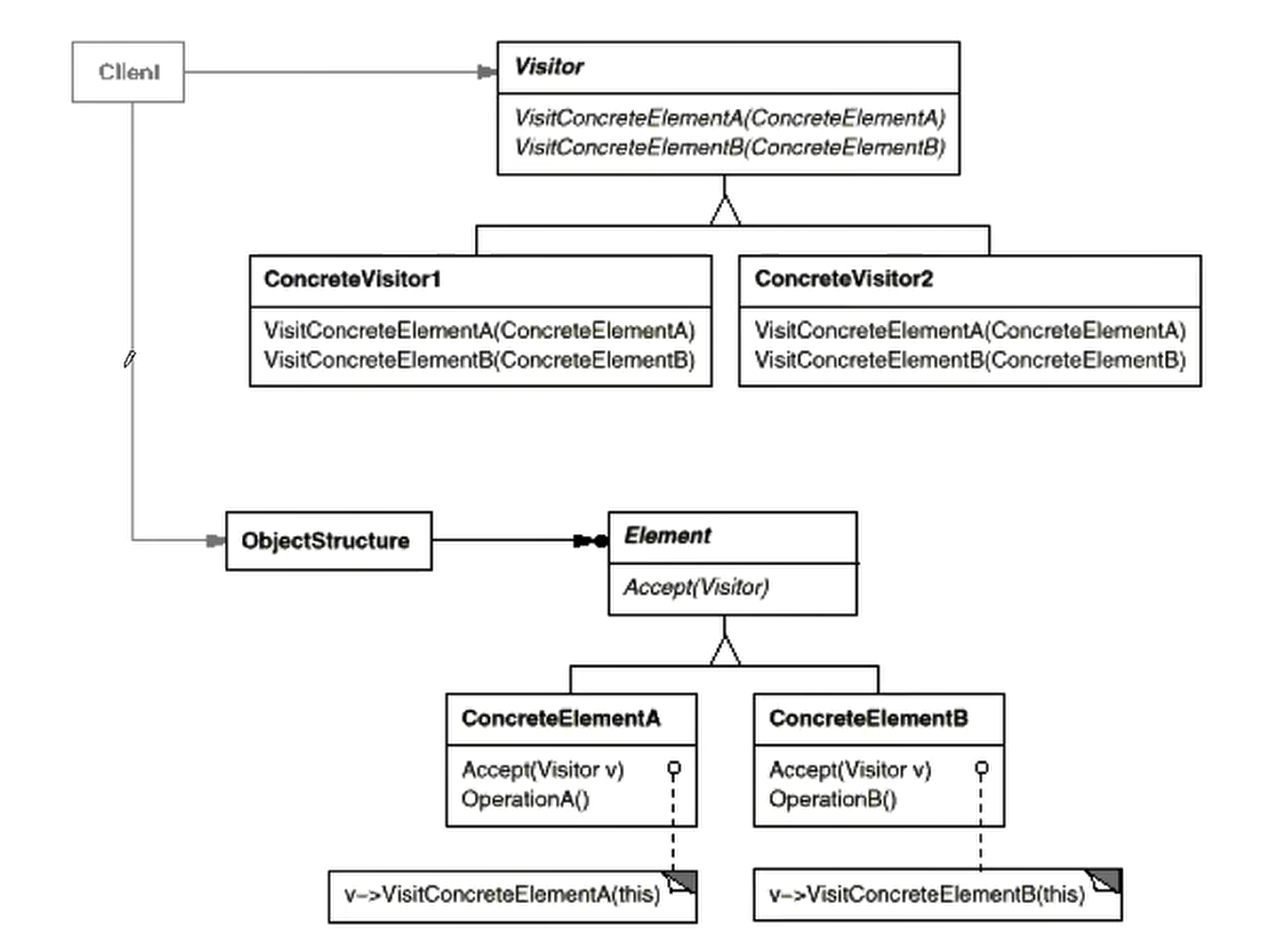 Client
Visitor
VisitConcreteElementA(ConcreteElementA)
VisitConcreteElementB(ConcreteElementB)
ConcreteVisitor1
VisitConcreteElementA(ConcreteElementA)
VisitConcreteElementB(ConcreteElementB)
ConcreteVisitor2
VisitConcreteElementA(ConcreteElementA)
VisitConcreteElementB(ConcreteElementB)
ObjectStructure
Element
Accept(Visitor)
ConcreteElementA
Accept(Visitor v)
OperationA()
ConcreteElementB
Accept(Visitor v)
OperationB()
v–>VisitConcreteElementA(this)
v–>VisitConcreteElementB(this)